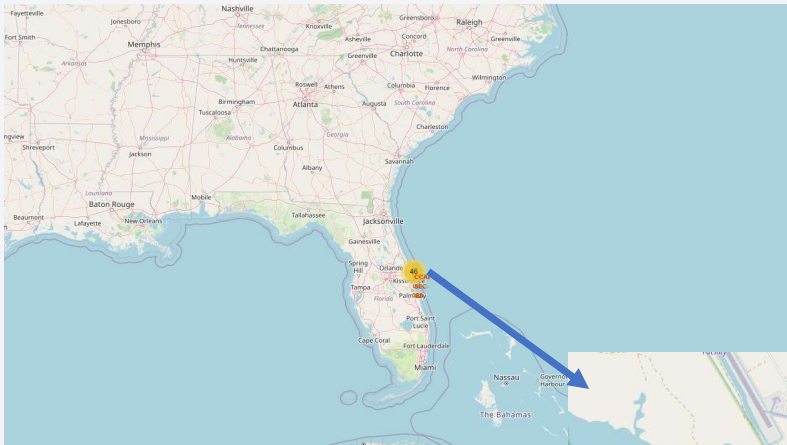 Fayetteville
Jonesboro
Nashville
Tennessee
Knoxville
Greensboro
Raleigh
Fort Smith
Memphis
Asheville
Concord
Greenville
Arkansas
Chattanooga
Greenville
Charlotte
North Carolina
Huntsville
Wilmington
Roswell
Athens
Columbia
Florence
Birmingham
Atlanta
Augusta
South Carolina
Tuscaloosa
Charleston
ngview
Shreveport
Mississippi
Alabama
Georgia
Jackson
Columbus
Savannah
Albany
Louisiana
Baton Rouge
Mobile
Beaumont
Lafayette
New Orleans
Tallahassee
Jacksonville
Gainesville
Spring
Hill
Orlando
46
Tampa
Florida
Port Saint
Lucie
Cape Coral
Fort Lauderdale
Miami
Nassau
Governor
Harbour
The Bahamas
Facility